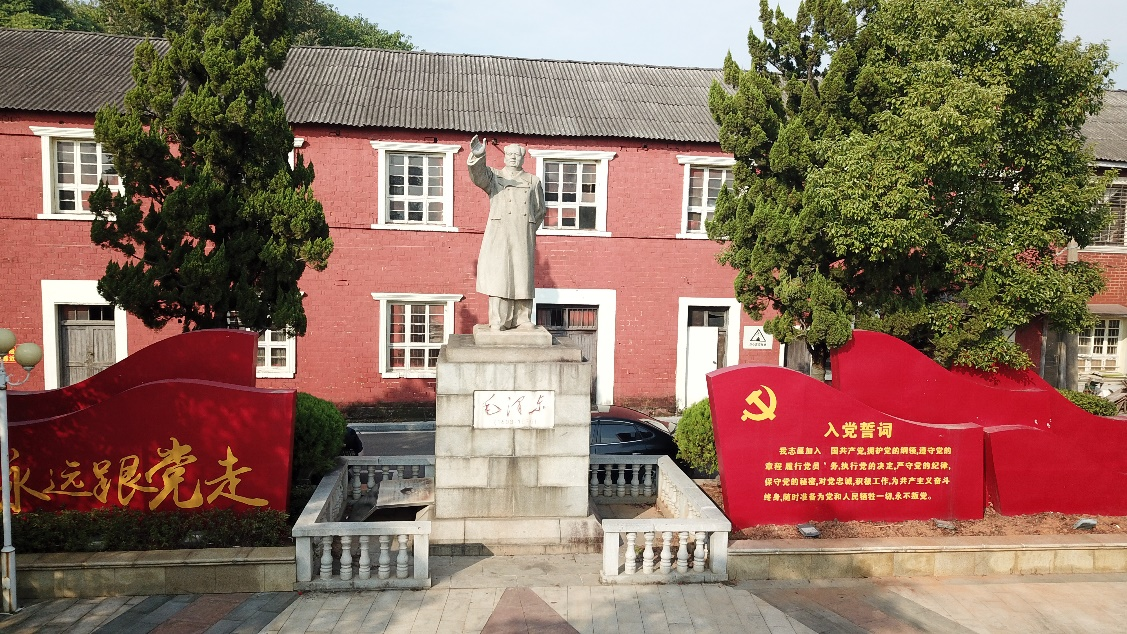 永远跟党走
毛泽东
入党誓词
我志愿加入 国共产党,拥护党的纲领,遵守党的
章程 履行党员 务,执行党的决定,严守党的纪律,
保守党的秘密,对党忠诚,积极工作,为共产主义奋斗
终身,随时准备为党和人民牺牲一切,永不叛党。